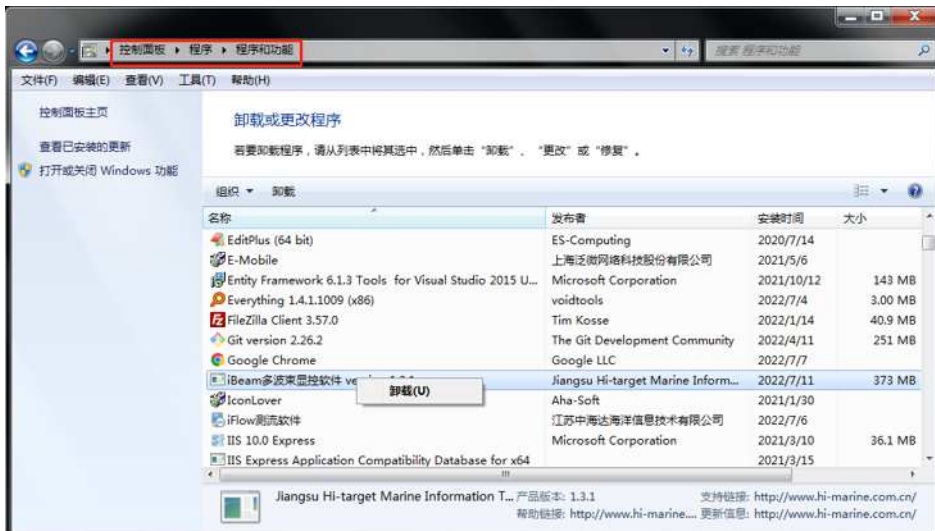 控制面板 ▸ 程序 ▸ 程序和功能
搜索 程序和功能
文件(F) 编辑(E) 查看(V) 工具(T) 帮助(H)
控制面板主页
查看已安装的更新
打开或关闭 Windows 功能
卸载或更改程序
若要卸载程序，请从列表中将其选中，然后单击“卸载”、“更改”或“修复”。
组织 卸载
名称 发布者 安装时间 大小
EditPlus (64 bit) ES-Computing 2020/7/14
E-Mobile 上海泛微网络科技股份有限公司 2021/5/6
Entity Framework 6.1.3 Tools for Visual Studio 2015 U... Microsoft Corporation 2021/10/12 143 MB
Everything 1.4.1.1009 (x86) voidtools 2022/7/4 3.00 MB
FileZilla Client 3.57.0 Tim Kosse 2022/1/14 40.9 MB
Git version 2.26.2 The Git Development Community 2022/4/11 251 MB
Google Chrome Google LLC 2022/7/7
iBeam多波束显控软件 Jiangsu Hi-target Marine Inform... 2022/7/11 373 MB
卸载(U)
IconLover Aha-Soft 2021/1/30
iFlow测流软件 江苏中海达海洋信息技术有限公司 2022/7/6
IIS 10.0 Express Microsoft Corporation 2021/3/10 36.1 MB
IIS Express Application Compatibility Database for x64 2021/3/15
Jiangsu Hi-target Marine Information T... 产品版本: 1.3.1 支持链接: http://www.hi-marine.com.cn/
帮助链接: http://www.hi-marine.... 更新信息: http://www.hi-marine.com.cn/